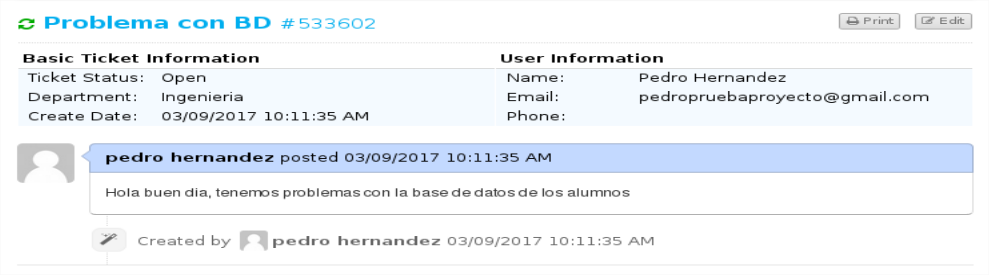 Problema con BD #533602
Print Edit
Basic Ticket Information
Ticket Status: Open
Department: Ingenieria
Create Date: 03/09/2017 10:11:35 AM
User Information
Name: Pedro Hernandez
Email: pedropruebaproyecto@gmail.com
Phone:
pedro hernandez posted 03/09/2017 10:11:35 AM
Hola buen dia, tenemos problemas con la base de datos de los alumnos
Created by pedro hernandez 03/09/2017 10:11:35 AM